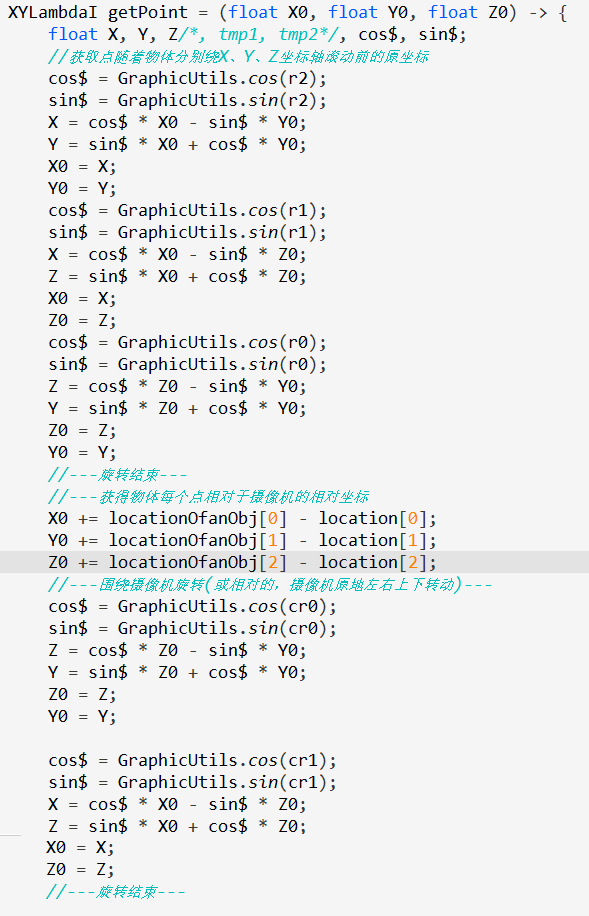 XYLambdaI getPoint = (float X0, float Y0, float Z0) -> {
float X, Y, Z/*, tmp1, tmp2*/, cos$, sin$;
//获取点随着物体分别绕X、Y、Z坐标轴滚动前的原坐标
cos$ = GraphicUtils.cos(r2);
sin$ = GraphicUtils.sin(r2);
X = cos$ * X0 - sin$ * Y0;
Y = sin$ * X0 + cos$ * Y0;
X0 = X;
Y0 = Y;
cos$ = GraphicUtils.cos(r1);
sin$ = GraphicUtils.sin(r1);
X = cos$ * X0 - sin$ * Z0;
Z = sin$ * X0 + cos$ * Z0;
X0 = X;
Z0 = Z;
cos$ = GraphicUtils.cos(r0);
sin$ = GraphicUtils.sin(r0);
Z = cos$ * Z0 - sin$ * Y0;
Y = sin$ * Z0 + cos$ * Y0;
Z0 = Z;
Y0 = Y;
//---旋转结束---
//---获得物体每个点相对于摄像机的相对坐标
X0 += locationOfanObj[0] - location[0];
Y0 += locationOfanObj[1] - location[1];
Z0 += locationOfanObj[2] - location[2];
//---围绕摄像机旋转(或相对的，摄像机原地左右上下转动)---
cos$ = GraphicUtils.cos(cr0);
sin$ = GraphicUtils.sin(cr0);
Z = cos$ * Z0 - sin$ * Y0;
Y = sin$ * Z0 + cos$ * Y0;
Z0 = Z;
Y0 = Y;
cos$ = GraphicUtils.cos(cr1);
sin$ = GraphicUtils.sin(cr1);
X = cos$ * X0 - sin$ * Z0;
Z = sin$ * X0 + cos$ * Z0;
X0 = X;
Z0 = Z;
//---旋转结束---